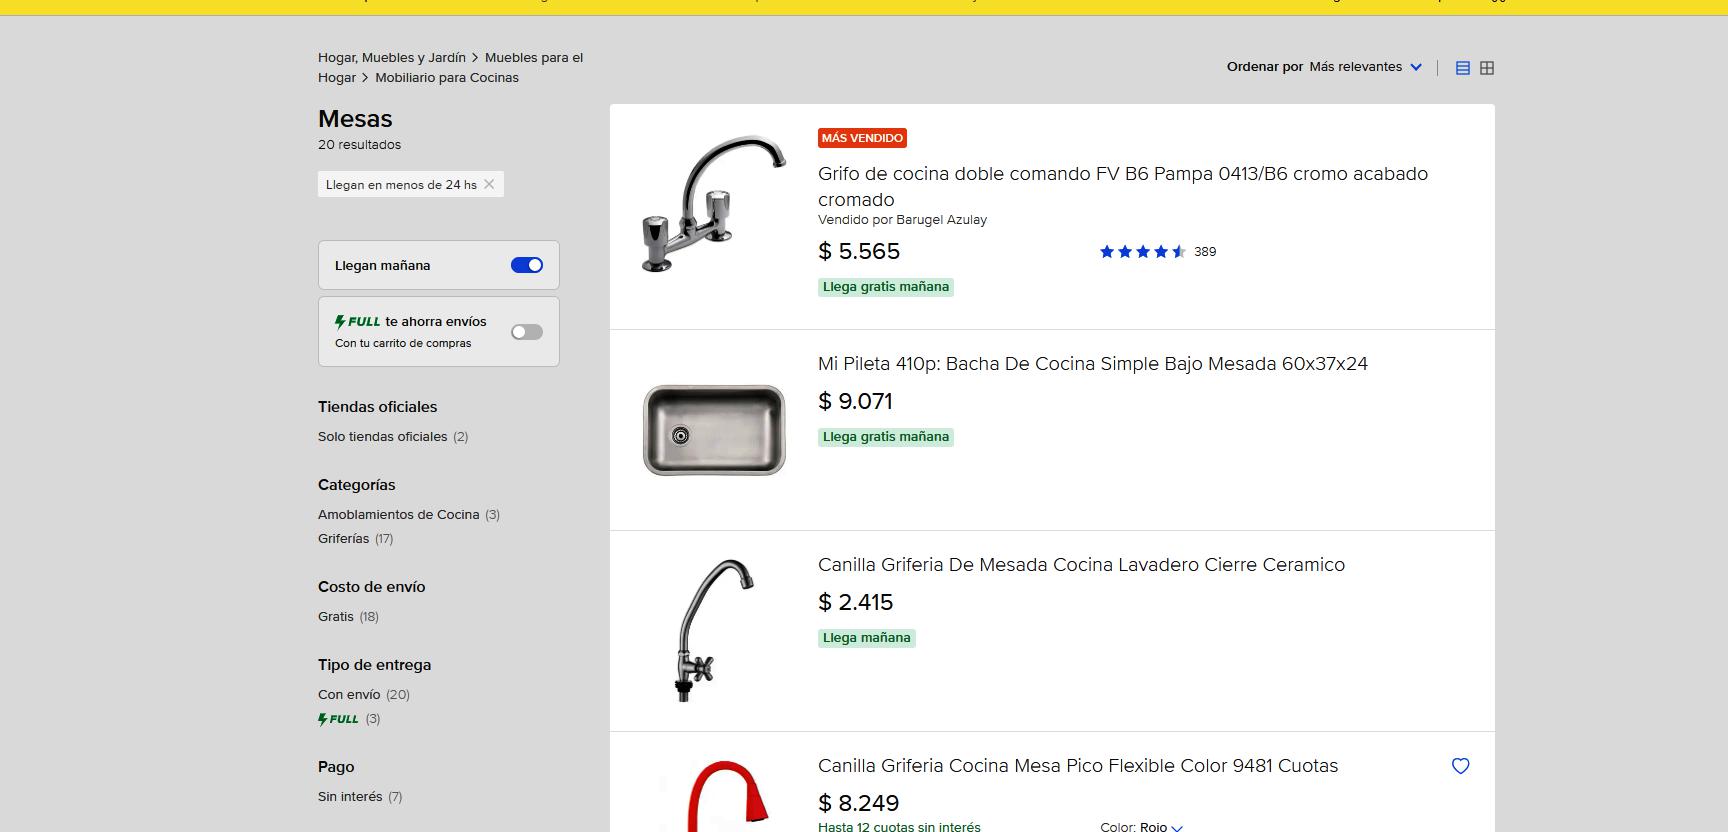 Hogar, Muebles y Jardín > Muebles para el
Hogar > Mobiliario para Cocinas
Ordenar por Más relevantes
Mesas
20 resultados
Llegan en menos de 24 hs
Llegan mañana
FULL te ahorra envíos
Con tu carrito de compras
Tiendas oficiales
Solo tiendas oficiales (2)
Categorías
Amoblamientos de Cocina (3)
Griferías (17)
Costo de envío
Gratis (18)
Tipo de entrega
Con envío (20)
FULL (3)
Pago
Sin interés (7)
MÁS VENDIDO
Grifo de cocina doble comando FV B6 Pampa 0413/B6 cromo acabado
cromado
Vendido por Barugel Azulay
$ 5.565
389
Llega gratis mañana
Mi Pileta 410p: Bacha De Cocina Simple Bajo Mesada 60x37x24
$ 9.071
Llega gratis mañana
Canilla Griferia De Mesada Cocina Lavadero Cierre Ceramico
$ 2.415
Llega mañana
Canilla Griferia Cocina Mesa Pico Flexible Color 9481 Cuotas
$ 8.249
Hasta 12 cuotas sin interés
Color: Rojo